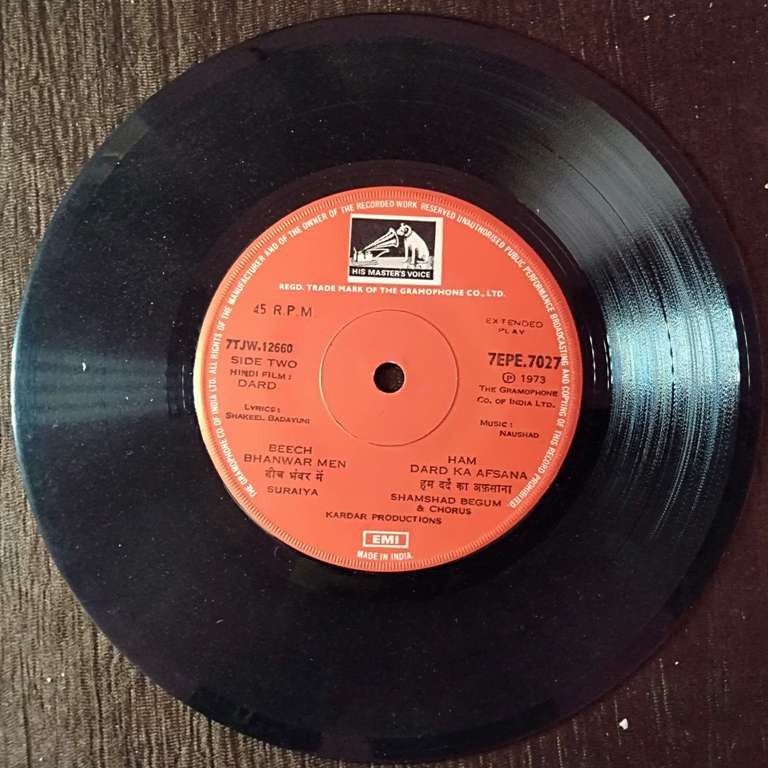 THE GRAMOPHONE CO OF INDIA LTD. ALL RIGHTS OF THE MANUFACTURER AND OF THE OWNER OF THE RECORDED WORK RESERVED UNAUTHORISED PUBLIC PERFORMANCE BROADCASTING AND COPYING OF THIS RECORD PROHIBITED.
HIS MASTER'S VOICE
REGD. TRADE MARK OF THE GRAMOPHONE CO., LTD.
45 R.P.M.
EXTENDED
PLAY
7TJW.12660
SIDE TWO
HINDI FILM :
DARD
7EPE.7027
Ⓟ 1973
THE GRAMOPHONE
CO. OF INDIA LTD.
LYRICS:
SHAKEEL BADAYUNI
MUSIC :
NAUSHAD
BEECH
BHANWAR MEN
बीच भंवर में
SURAIYA
HAM
DARD KA AFSANA
हम दर्द का अफ़साना
SHAMSHAD BEGUM
& CHORUS
KARDAR PRODUCTIONS
EMI
MADE IN INDIA.